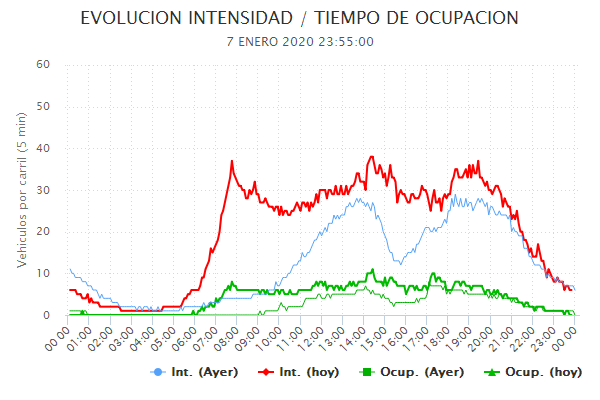 EVOLUCION INTENSIDAD / TIEMPO DE OCUPACION
7 ENERO 2020 23:55:00
Vehiculos por carril (5 min)
60
50
40
30
20
10
0
00:00 01:00 02:00 03:00 04:00 05:00 06:00 07:00 08:00 09:00 10:00 11:00 12:00 13:00 14:00 15:00 16:00 17:00 18:00 19:00 20:00 21:00 22:00 23:00 00:00
Int. (Ayer) Int. (hoy) Ocup. (Ayer) Ocup. (hoy)